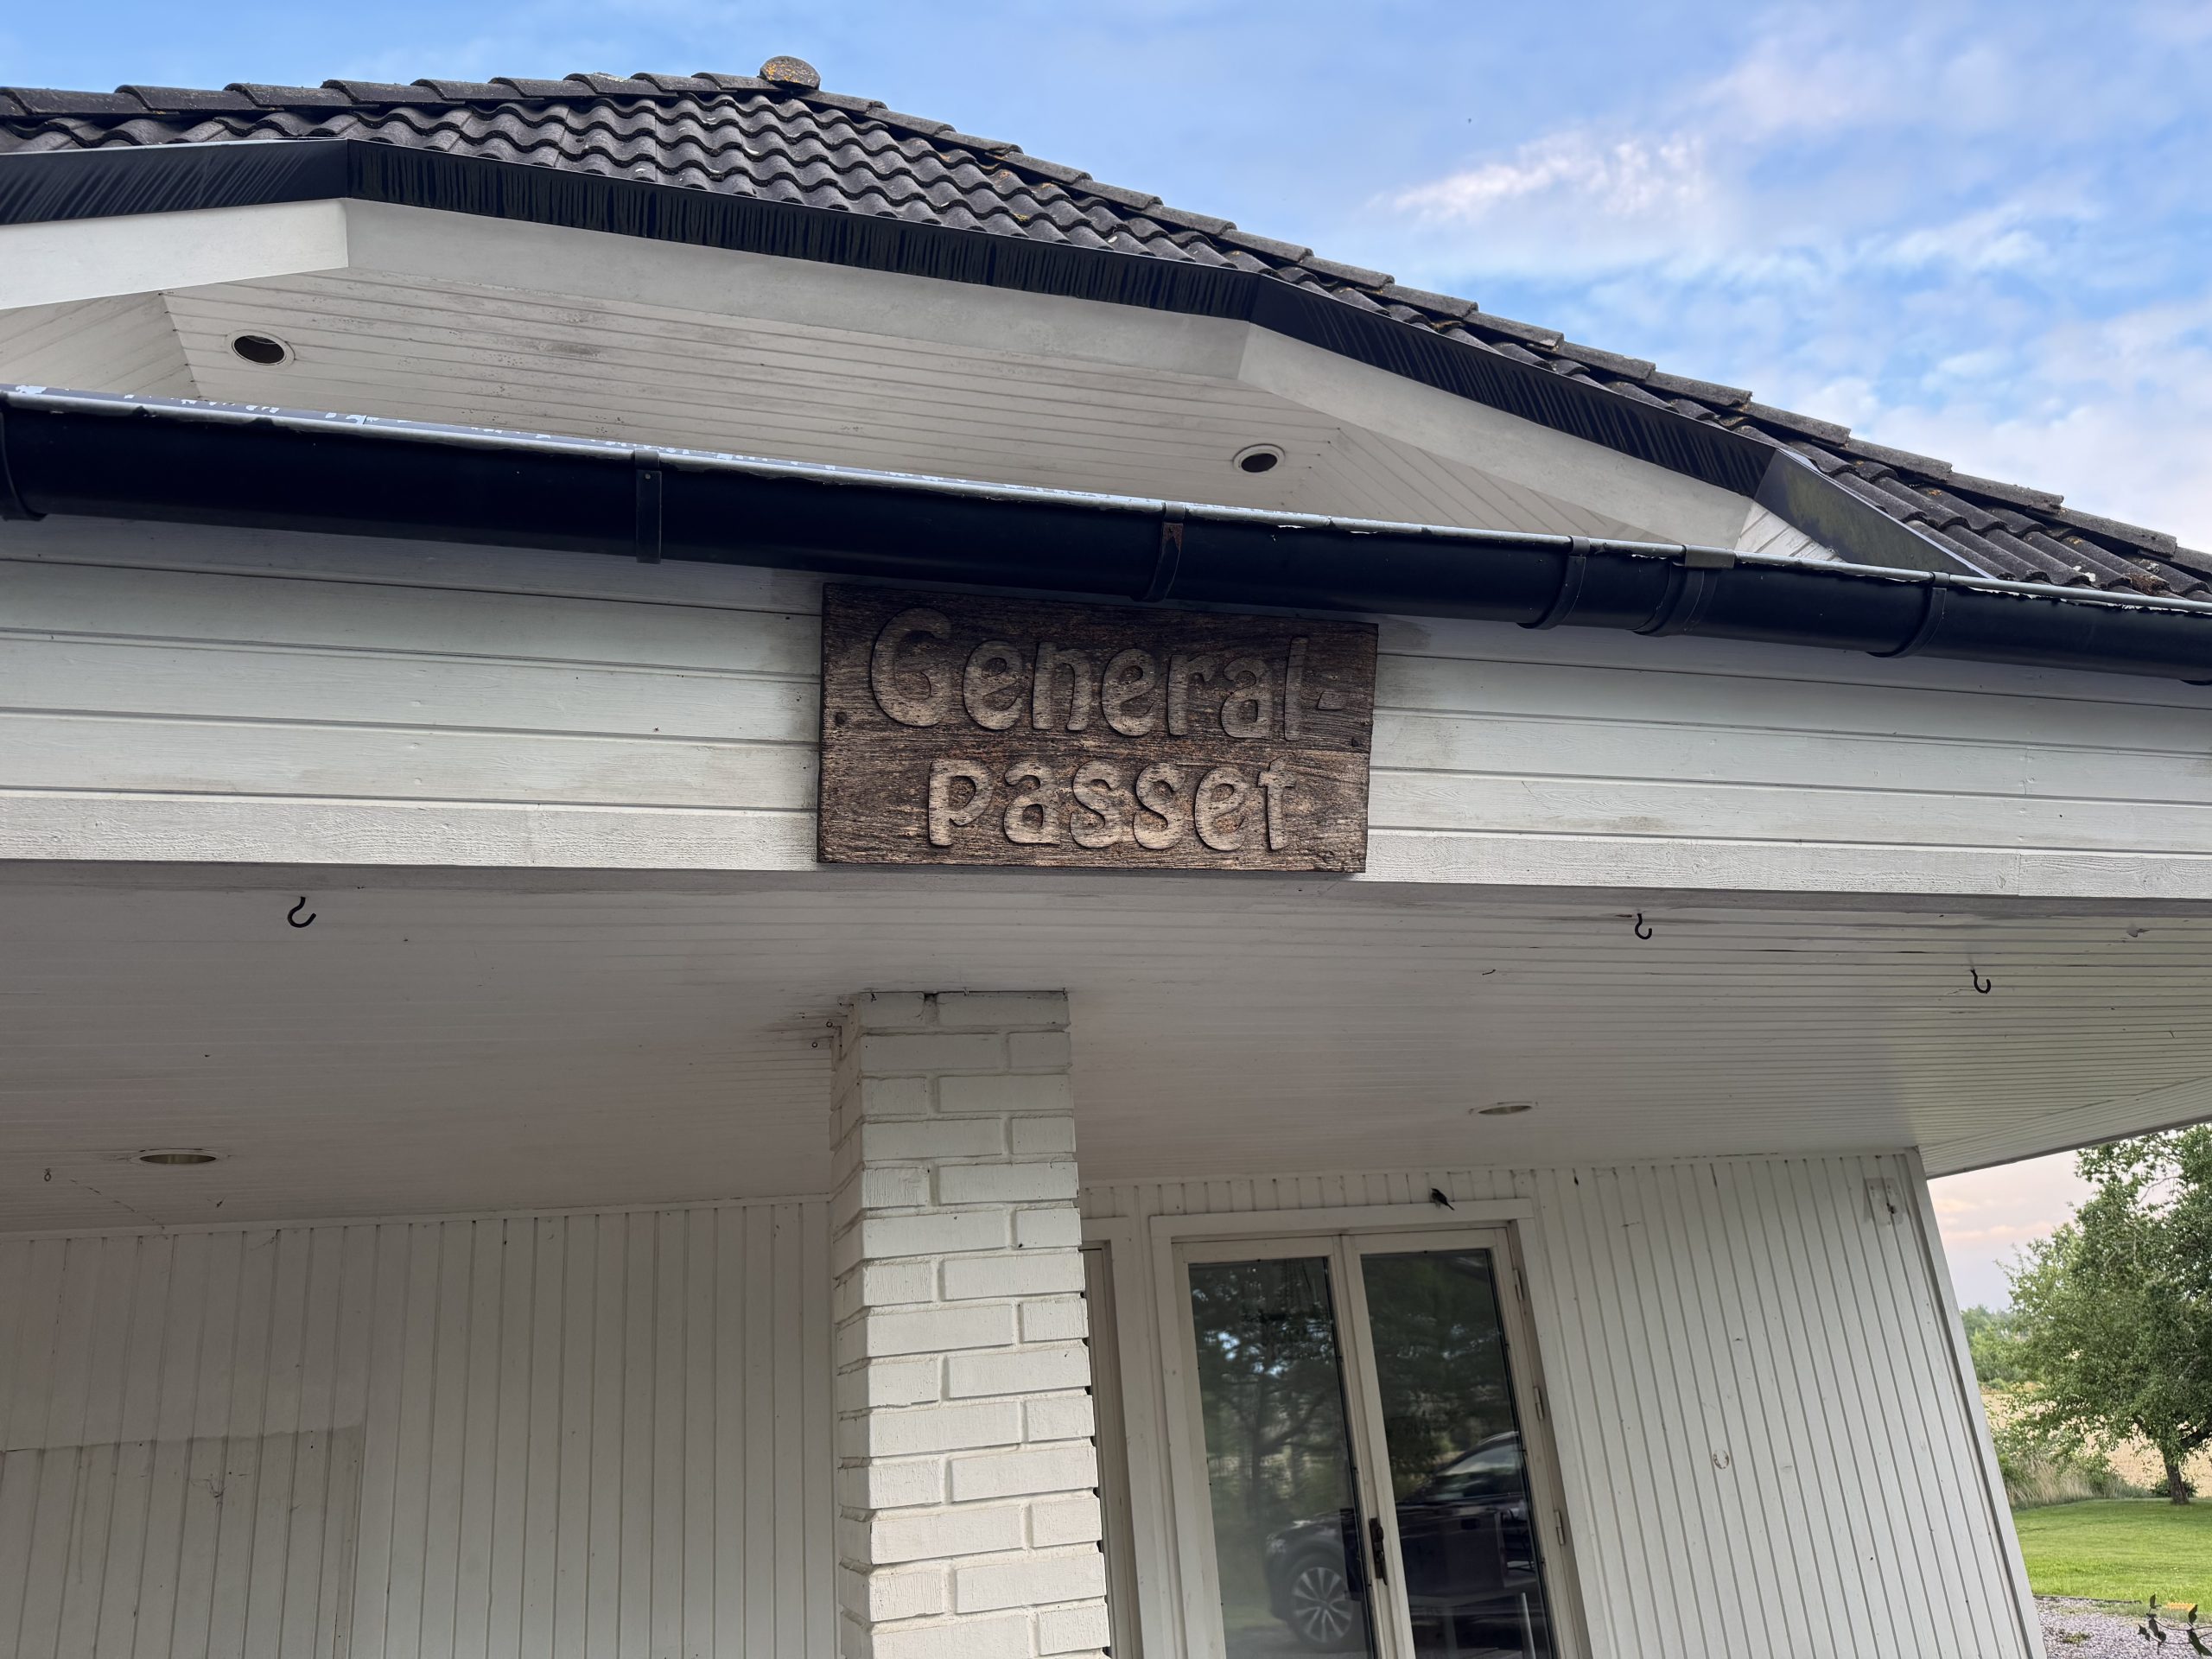 General-
passet